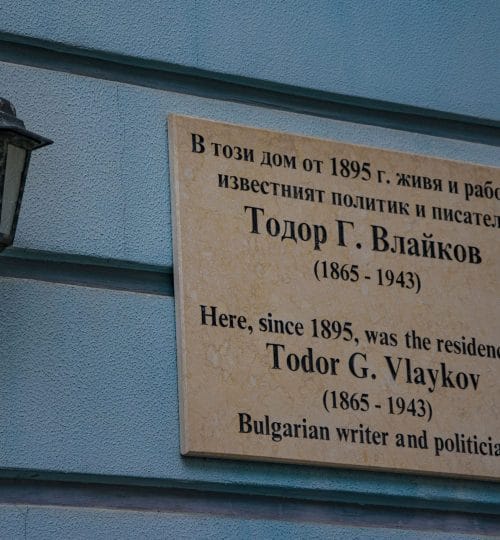 В този дом от 1895 г. живя и рабо
известният политик и писател
Тодор Г. Влайков
(1865 - 1943)
Here, since 1895, was the residenc
Todor G. Vlaykov
(1865 - 1943)
Bulgarian writer and politicia